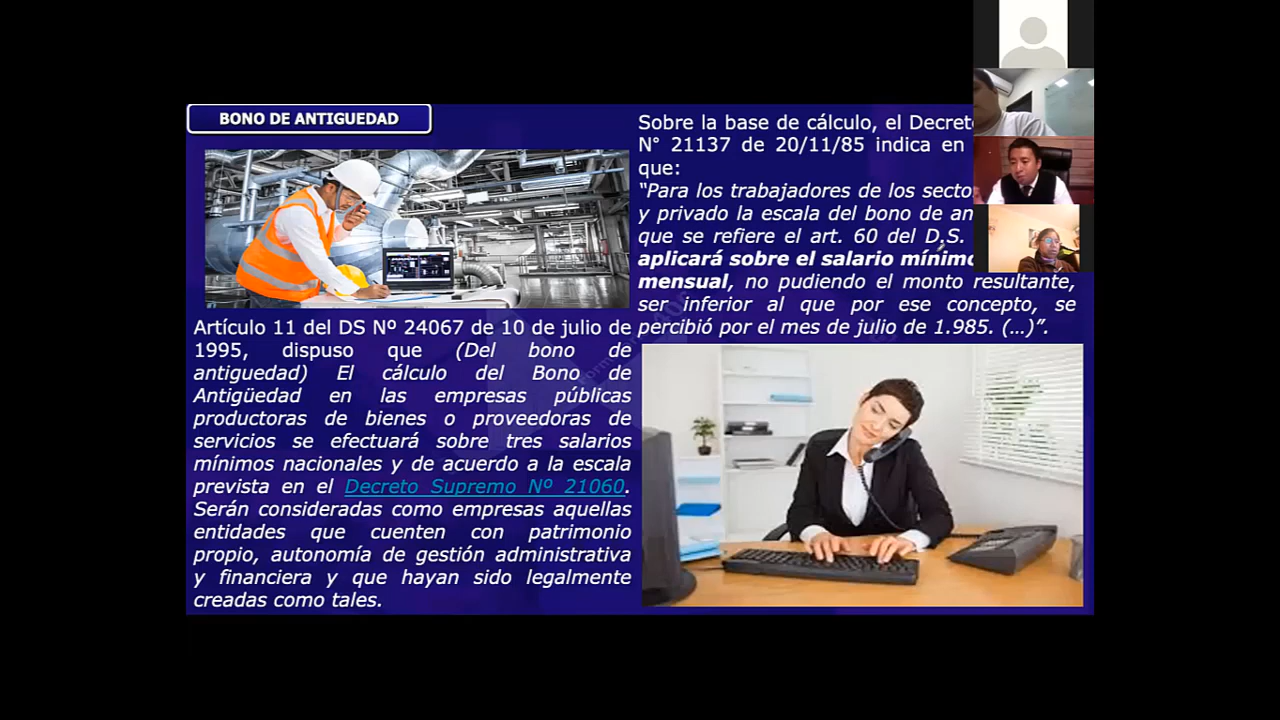 BONO DE ANTIGUEDAD
Artículo 11 del DS Nº 24067 de 10 de julio de
1995, dispuso que (Del bono de
antiguedad) El cálculo del Bono de
Antigüedad en las empresas públicas
productoras de bienes o proveedoras de
servicios se efectuará sobre tres salarios
mínimos nacionales y de acuerdo a la escala
prevista en el Decreto Supremo Nº 21060.
Serán consideradas como empresas aquellas
entidades que cuenten con patrimonio
propio, autonomía de gestión administrativa
y financiera y que hayan sido legalmente
creadas como tales.
Sobre la base de cálculo, el
N° 21137 de 20/11/85 indica en
que:
“Para los trabajadores de los
y privado la escala del bono de
que se refiere el art. 60 del D.S.
aplicará sobre el salario
mensual, no pudiendo el monto resultante,
ser inferior al que por ese concepto, se
percibió por el mes de julio de 1.985. (…)”.